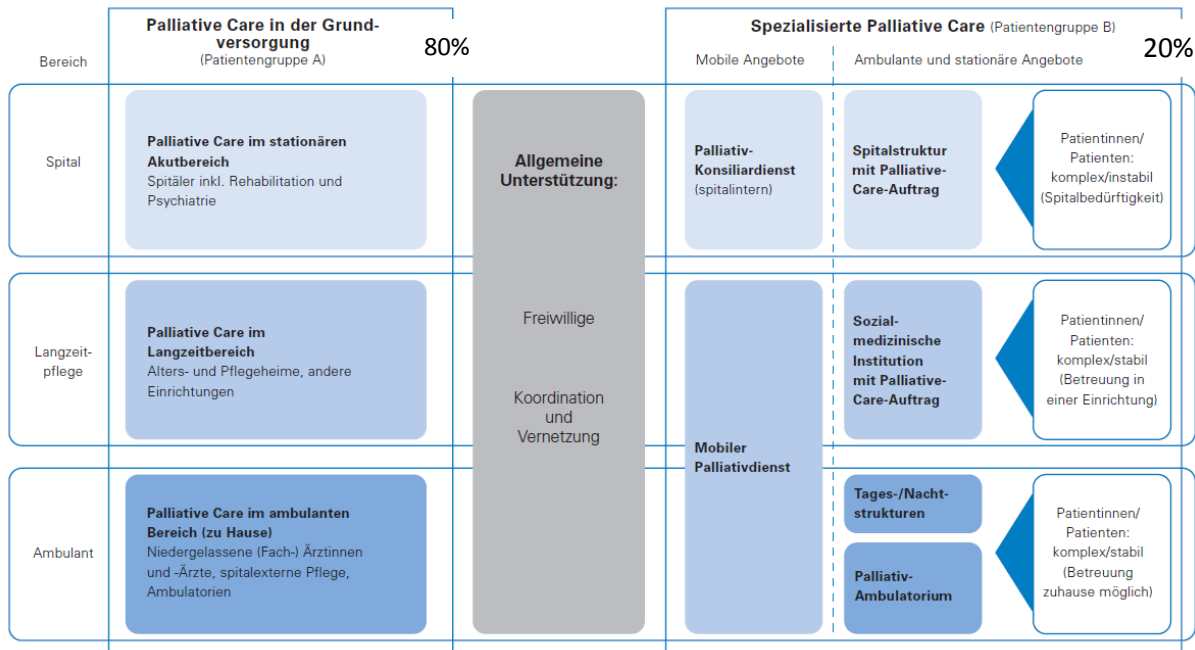 Palliative Care in der Grund-
versorgung
(Patientengruppe A)
80%
Spezialisierte Palliative Care (Patientengruppe B)
20%
Bereich
Mobile Angebote
Ambulante und stationäre Angebote
Spital
Palliative Care im stationären
Akutbereich
Spitäler inkl. Rehabilitation und
Psychiatrie
Allgemeine
Unterstützung:
Freiwillige
Koordination
und
Vernetzung
Palliativ-
Konsiliardienst
(spitalintern)
Spitalstruktur
mit Palliative-
Care-Auftrag
Patientinnen/
Patienten:
komplex/instabil
(Spitalbedürftigkeit)
Langzeit-
pflege
Palliative Care im
Langzeitbereich
Alters- und Pflegeheime, andere
Einrichtungen
Mobiler
Palliativdienst
Sozial-
medizinische
Institution
mit Palliative-
Care-Auftrag
Patientinnen/
Patienten:
komplex/stabil
(Betreuung in
einer Einrichtung)
Ambulant
Palliative Care im ambulanten
Bereich (zu Hause)
Niedergelassene (Fach-) Ärztinnen
und -Ärzte, spitalexterne Pflege,
Ambulatorien
Tages-/Nacht-
strukturen
Palliativ-
Ambulatorium
Patientinnen/
Patienten:
komplex/stabil
(Betreuung
zuhause möglich)